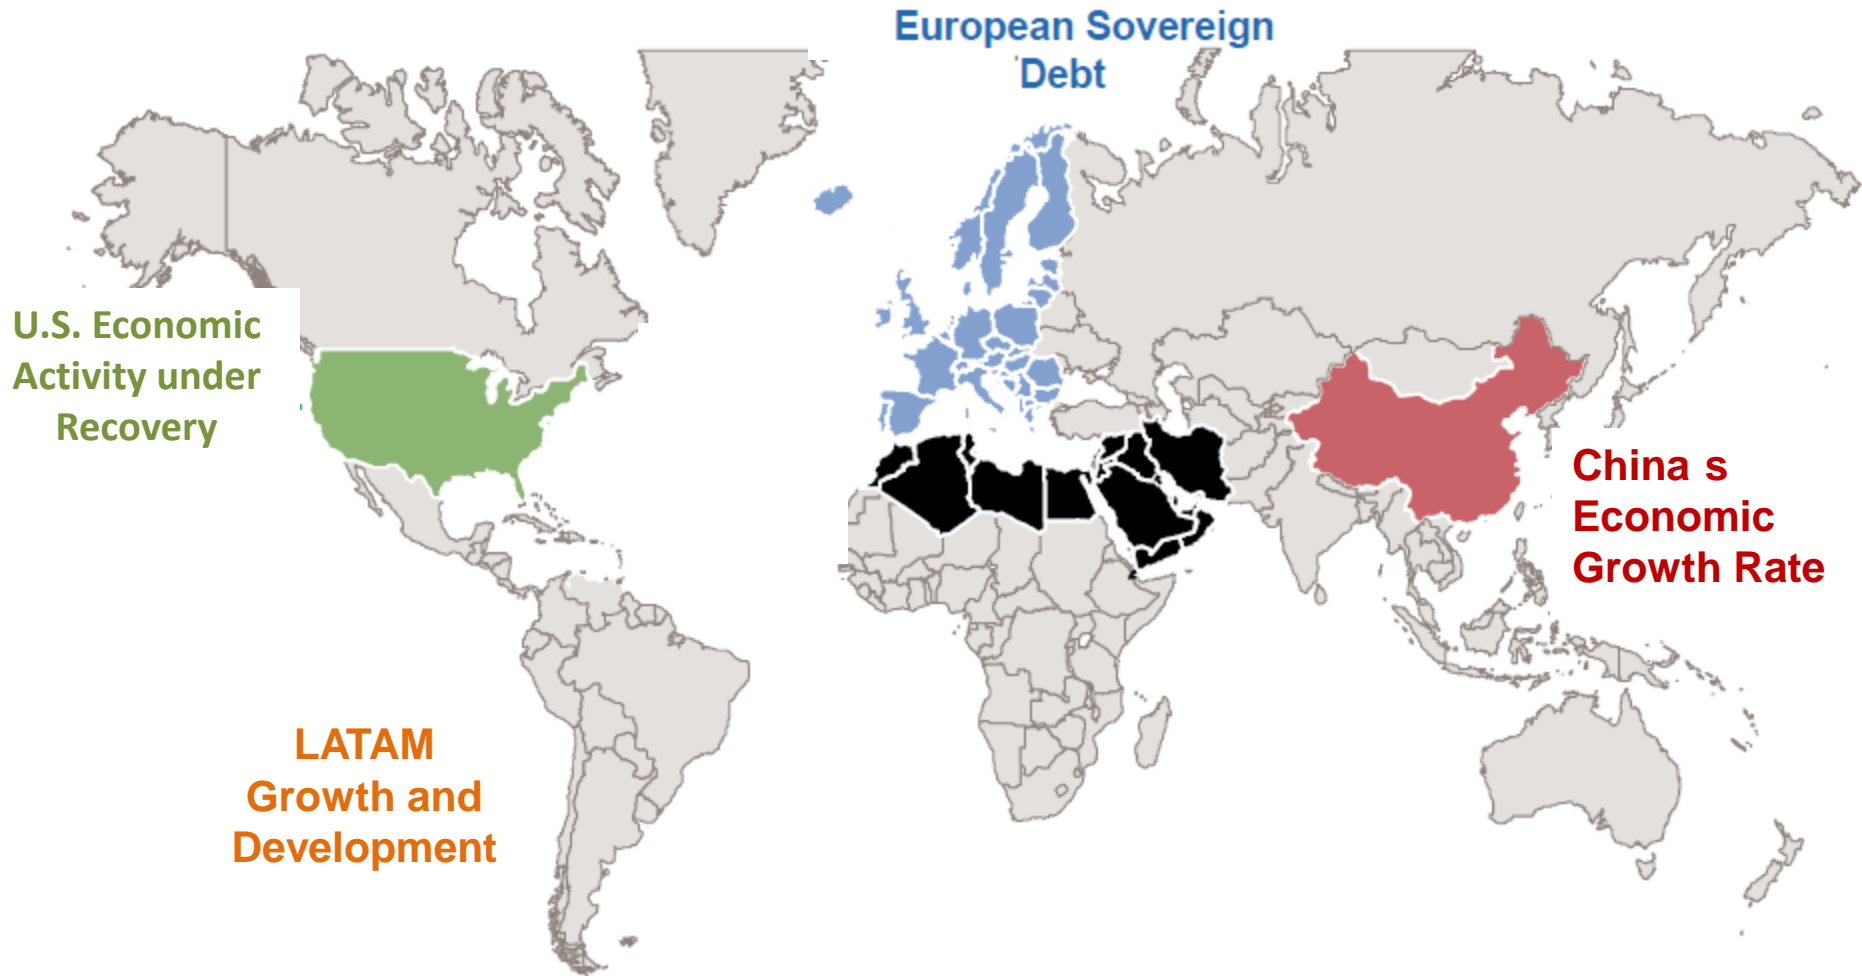 European Sovereign
Debt
U.S. Economic
Activity under
Recovery
China s
Economic
Growth Rate
LATAM
Growth and
Development